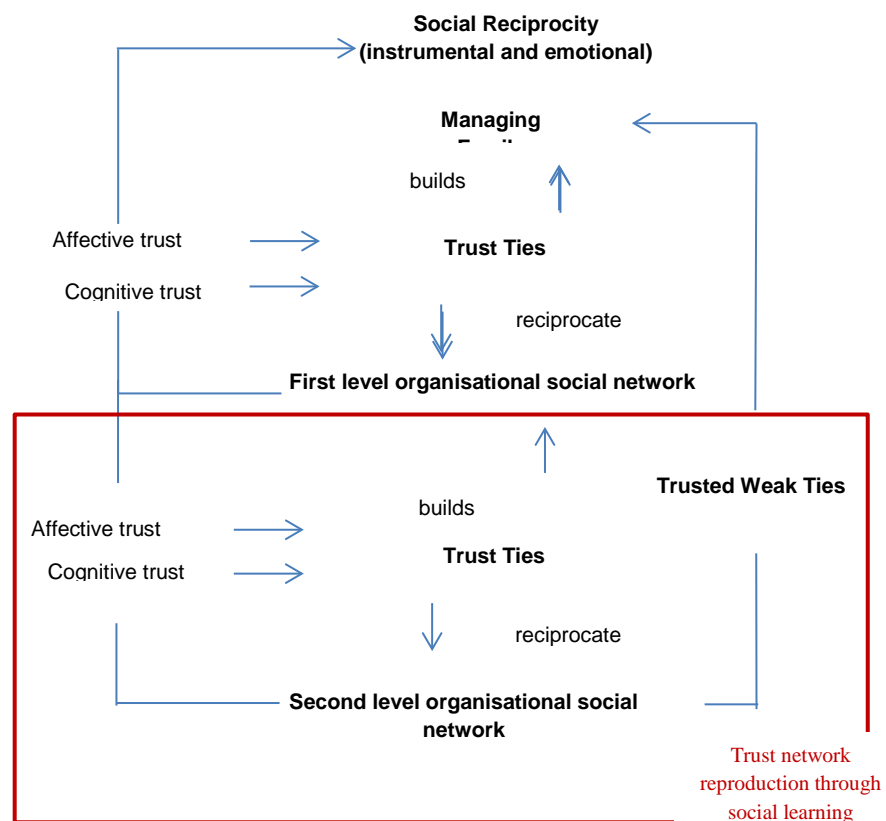 Social Reciprocity
(instrumental and emotional)
Managing
builds
Affective trust
Trust Ties
Cognitive trust
reciprocate
First level organisational social network
Trusted Weak Ties
builds
Affective trust
Trust Ties
Cognitive trust
reciprocate
Second level organisational social
network
Trust network
reproduction through
social learning